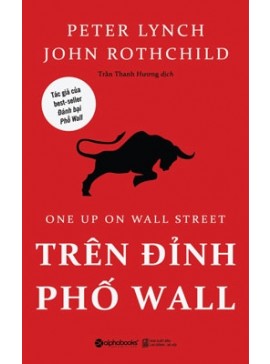 PETER LYNCH
JOHN ROTHCHILD
Trần Thanh Hương dịch
Tác giả của
best-seller
Đánh bại
Phố Wall
ONE UP ON WALL STREET
TRÊN ĐỈNH
PHỐ WALL
alphabooks